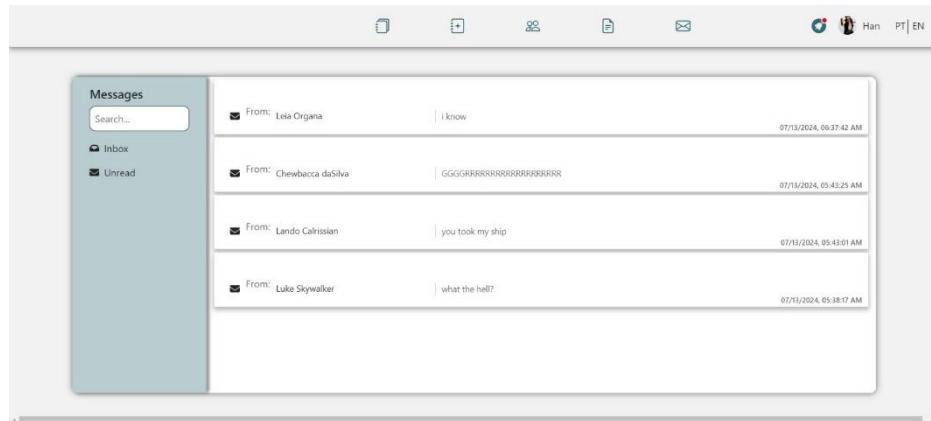 Han PT| EN
Messages
Search...
Inbox
Unread
From: Leia Organa i know
07/13/2024, 06:37:42 AM
From: Chewbacca daSilva GGGGRRRRRRRRRRRRRRRRRRRR
07/13/2024, 05:43:25 AM
From: Lando Calrissian you took my ship
07/13/2024, 05:43:01 AM
From: Luke Skywalker what the hell?
07/13/2024, 05:38:17 AM